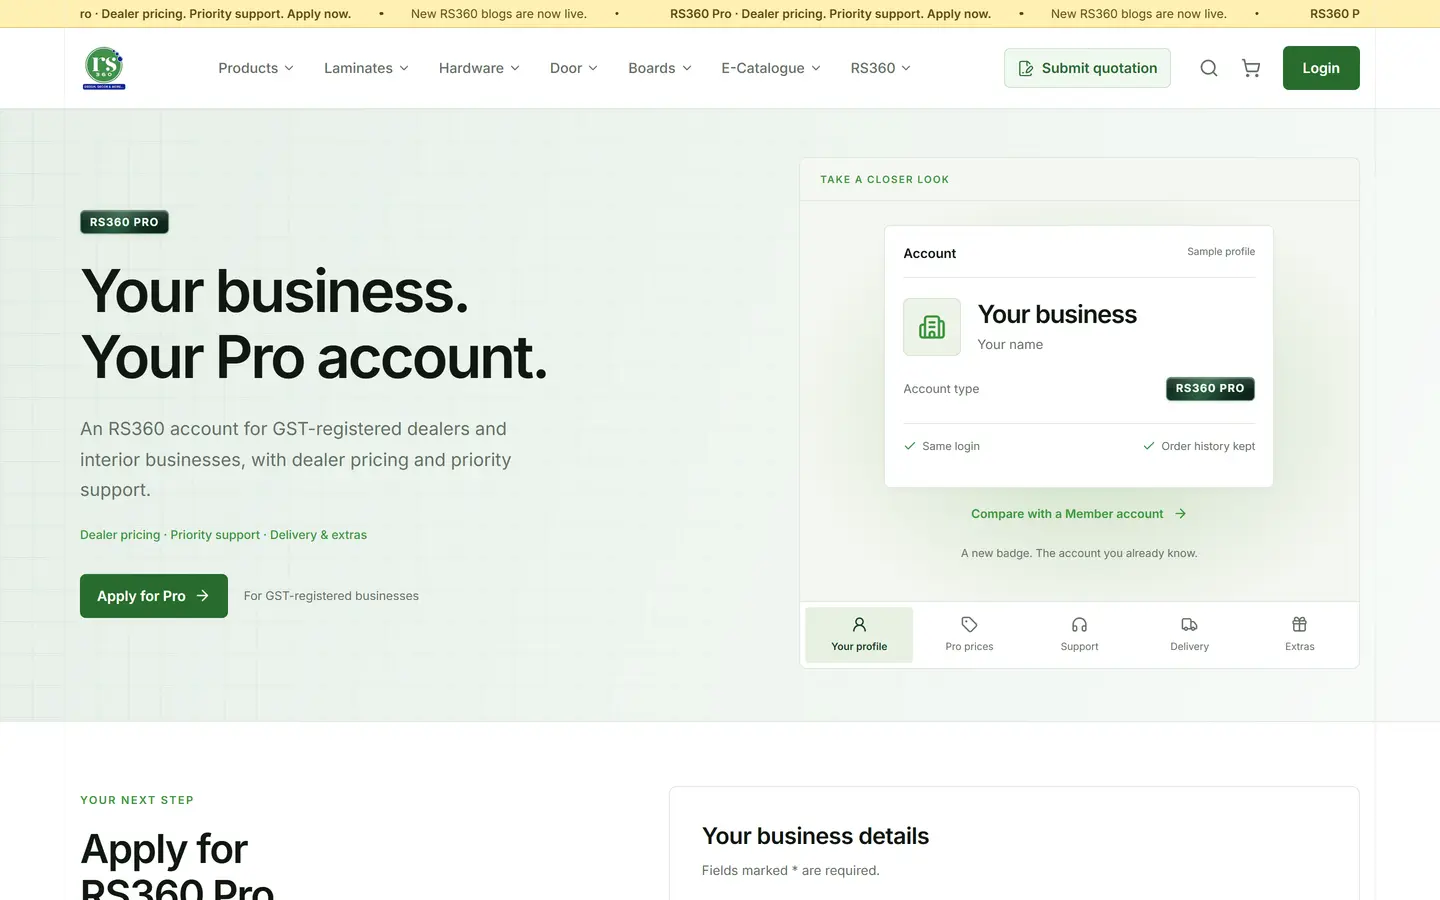 ro · Dealer pricing. Priority support. Apply now. • New RS360 blogs are now live. • RS360 Pro · Dealer pricing. Priority support. Apply now. • New RS360 blogs are now live. • RS360 P
rs
360
Products
Laminates
Hardware
Door
Boards
E-Catalogue
RS360
Submit quotation
Login
RS360 PRO
Your business.
Your Pro account.
An RS360 account for GST-registered dealers and
interior businesses, with dealer pricing and priority
support.
Dealer pricing · Priority support · Delivery & extras
Apply for Pro
For GST-registered businesses
TAKE A CLOSER LOOK
Account
Sample profile
Your business
Your name
Account type
RS360 PRO
Same login
Order history kept
Compare with a Member account
A new badge. The account you already know.
Your profile
Pro prices
Support
Delivery
Extras
YOUR NEXT STEP
Apply for
RS360 Pro
Your business details
Fields marked * are required.